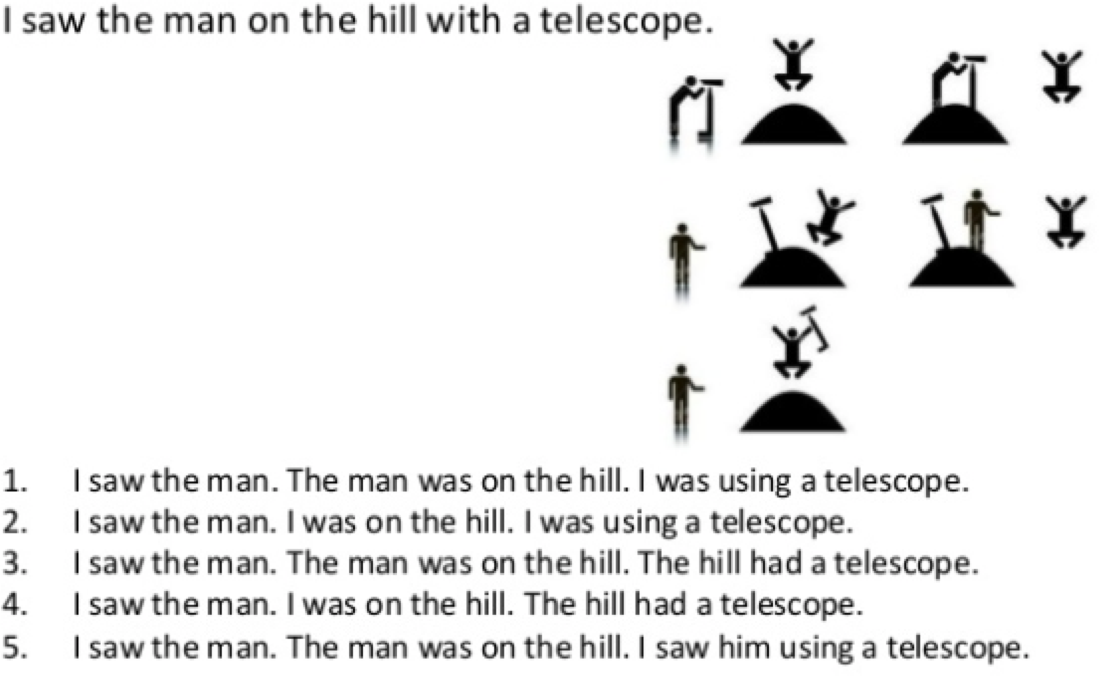 I saw the man on the hill with a telescope.
1. I saw the man. The man was on the hill. I was using a telescope.
2. I saw the man. I was on the hill. I was using a telescope.
3. I saw the man. The man was on the hill. The hill had a telescope.
4. I saw the man. I was on the hill. The hill had a telescope.
5. I saw the man. The man was on the hill. I saw him using a telescope.